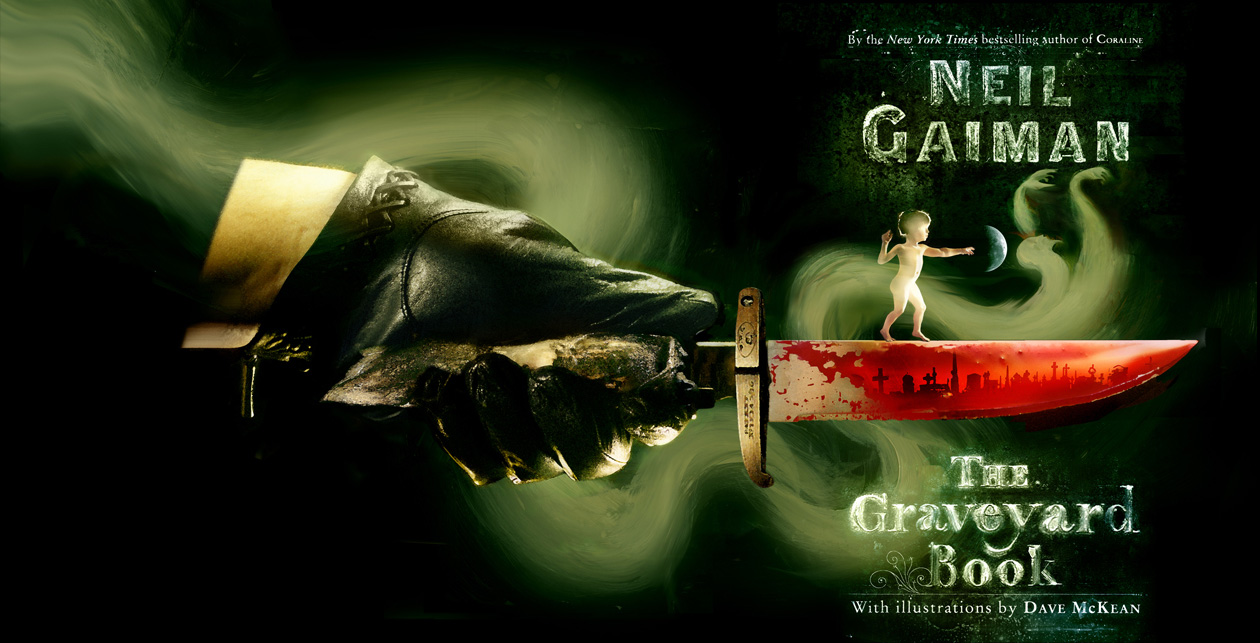 By the New York Times bestselling author of CORALINE
NEIL
GAIMAN
THE
Graveyard
Book
With illustrations by DAVE MCKEAN